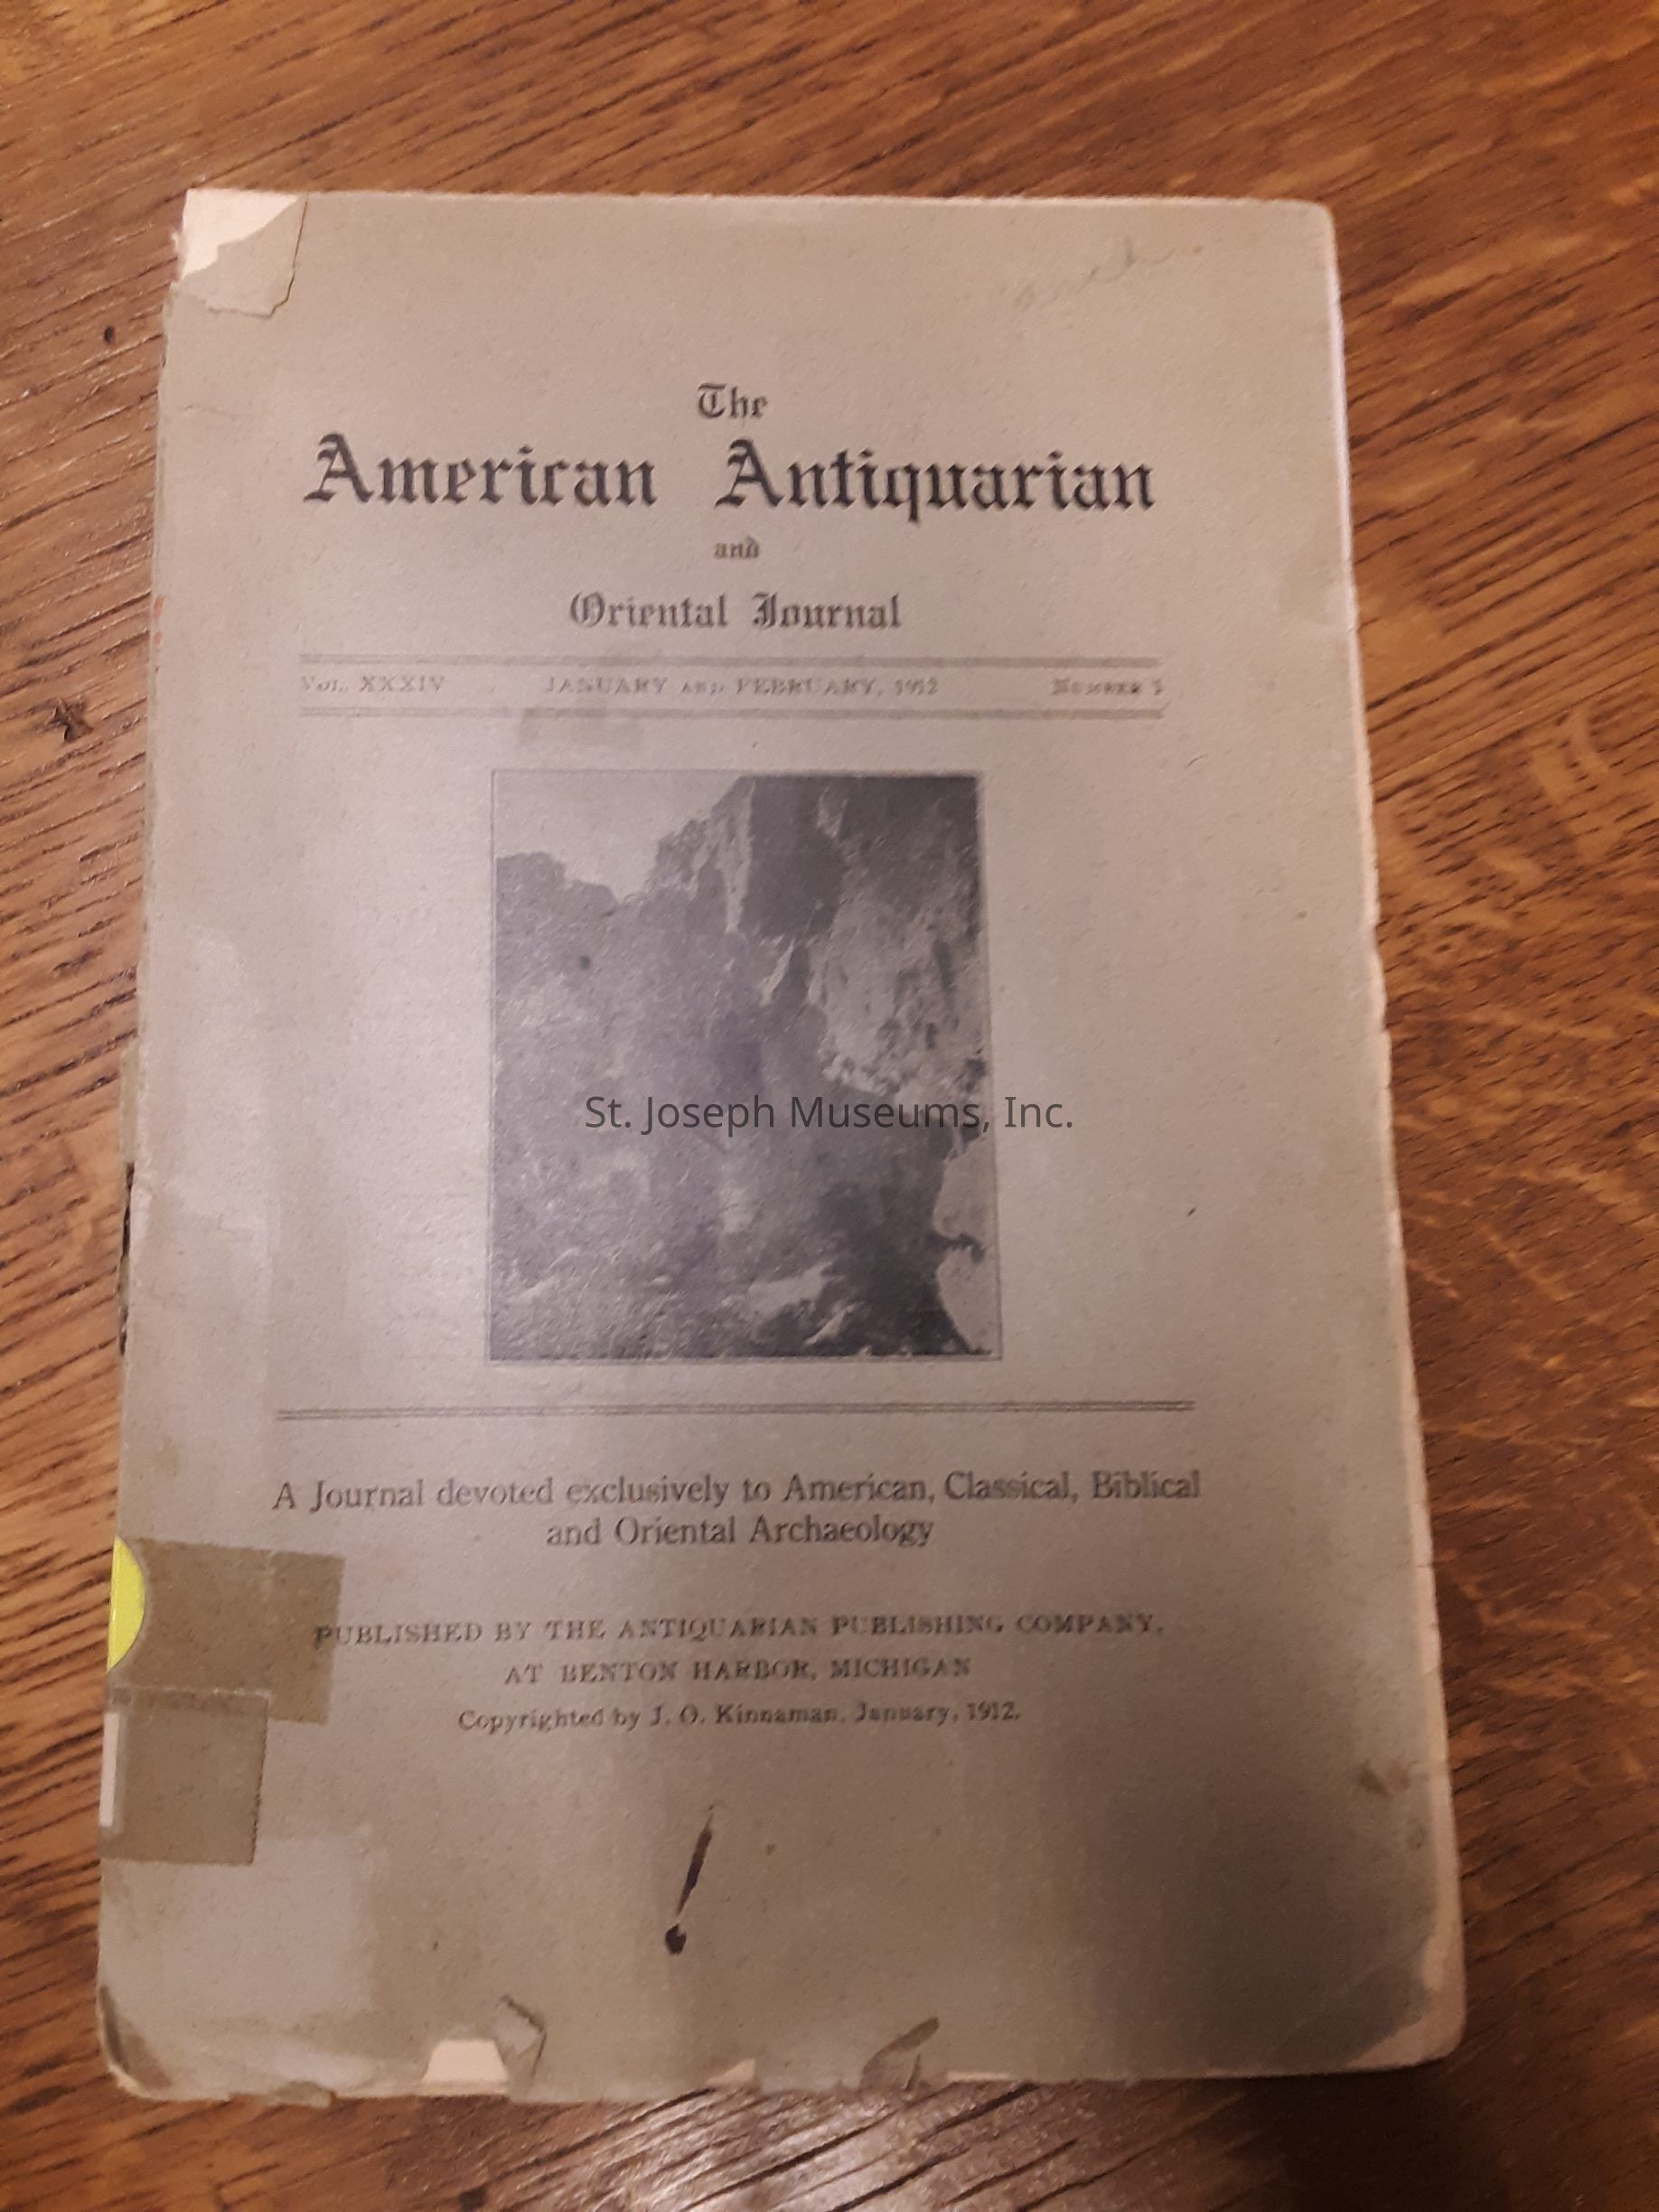 arch.
The
American Antiquarian
and
Oriental Journal
VOL. XXXIV JANUARY AND FEBRUARY, 1912 NUMBER
St. Joseph Museums, Inc.
A Journal devoted exclusively to American, Classical, Biblical
and Oriental Archaeology
PUBLISHED BY THE ANTIQUARIAN PUBLISHING COMPANY,
AT BENTON HARBOR, MICHIGAN
Copyrighted by J. O. Kinnaman, January, 1912.